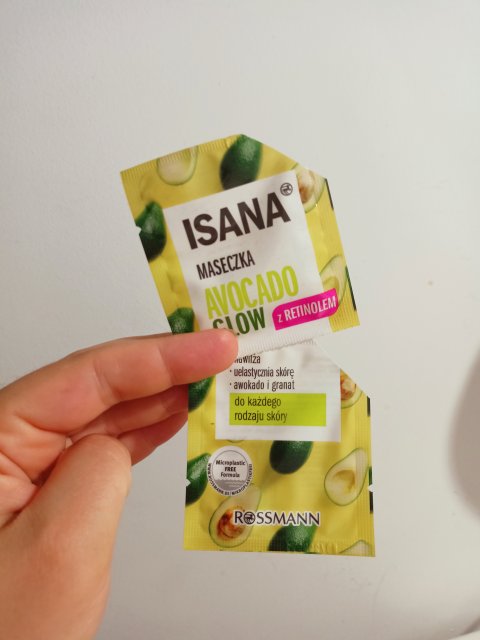 ISANA
MASECZKA
AVOCADO
GLOW
z RETINOLEM
nawilża
· uelastycznia skórę
· awokado i granat
do każdego
rodzaju skóry
Microplastic
FREE
Formula
ROSSMANN